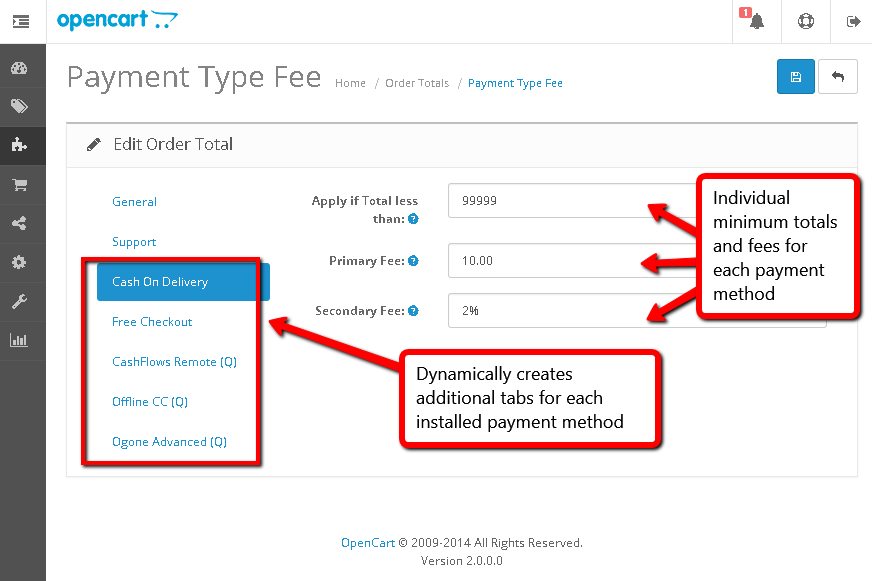 opencart
1
Payment Type Fee
Home / Order Totals / Payment Type Fee
Edit Order Total
General
Support
Cash On Delivery
Free Checkout
CashFlows Remote (Q)
Offline CC (Q)
Ogone Advanced (Q)
Apply if Total less
than: ?
99999
Primary Fee: ?
10.00
Secondary Fee: ?
2%
Individual
minimum totals
and fees for
each payment
method
Dynamically creates
additional tabs for each
installed payment method
OpenCart © 2009-2014 All Rights Reserved.
Version 2.0.0.0